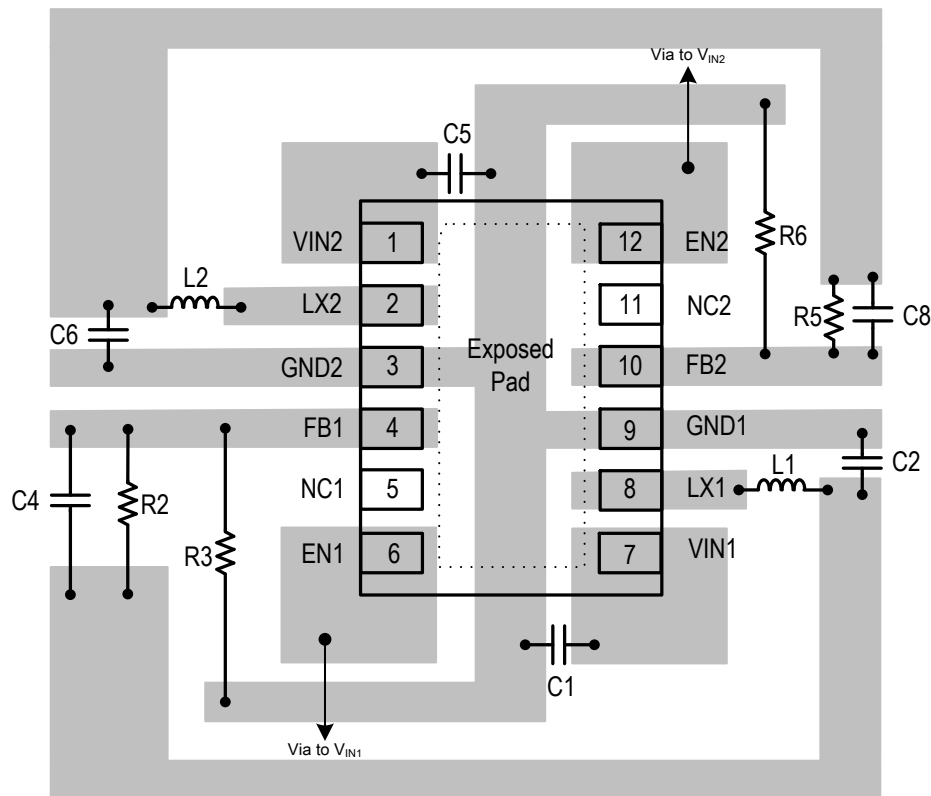 Via to VIN2
C5
VIN2 1 12 EN2
R6
L2
LX2 2 11 NC2
C6 R5 C8
GND2 3 Exposed Pad 10 FB2
FB1 4 9 GND1
L1 C2
C4 R2 NC1 5 8 LX1
R3 EN1 6 7 VIN1
C1
Via to VIN1